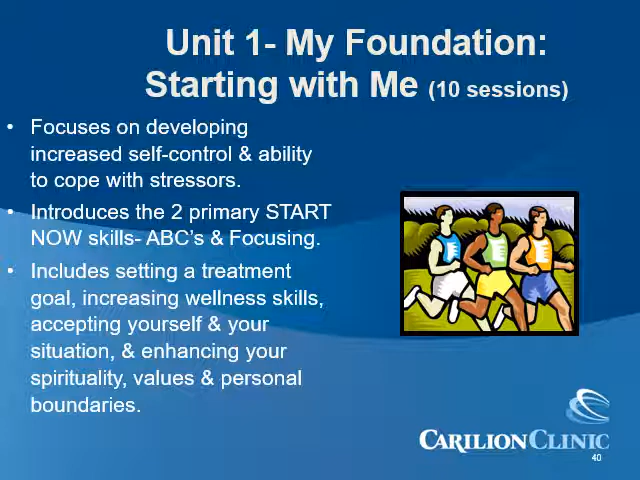 Unit 1- My Foundation:
Starting with Me (10 sessions)
• Focuses on developing
increased self-control & ability
to cope with stressors.
• Introduces the 2 primary START
NOW skills- ABC's & Focusing.
• Includes setting a treatment
goal, increasing wellness skills,
accepting yourself & your
situation, & enhancing your
spirituality, values & personal
boundaries.
CARILION CLINIC
40